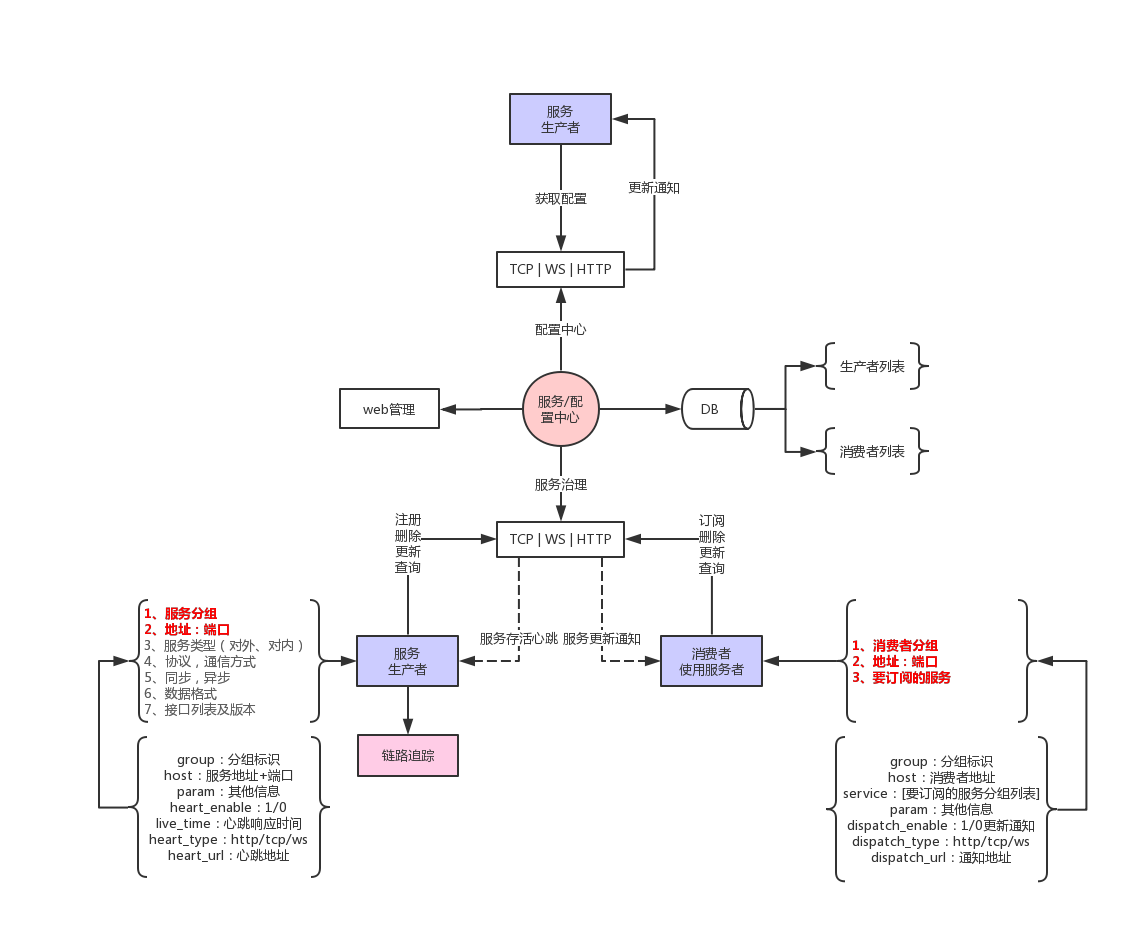 服务
生产者
获取配置
更新通知
TCP | WS | HTTP
配置中心
生产者列表
web管理
服务/配
置中心
DB
消费者列表
服务治理
注册
删除
更新
查询
TCP | WS | HTTP
订阅
删除
更新
查询
1、服务分组
2、地址：端口
3、服务类型（对外、对内）
4、协议，通信方式
5、同步，异步
6、数据格式
7、接口列表及版本
服务
生产者
服务存活心跳
服务更新通知
消费者
使用服务者
1、消费者分组
2、地址：端口
3、要订阅的服务
链路追踪
group：分组标识
host：服务地址+端口
param：其他信息
heart_enable：1/0
live_time：心跳响应时间
heart_type：http/tcp/ws
heart_url：心跳地址
group：分组标识
host：消费者地址
service：[要订阅的服务分组列表]
param：其他信息
dispatch_enable：1/0更新通知
dispatch_type：http/tcp/ws
dispatch_url：通知地址